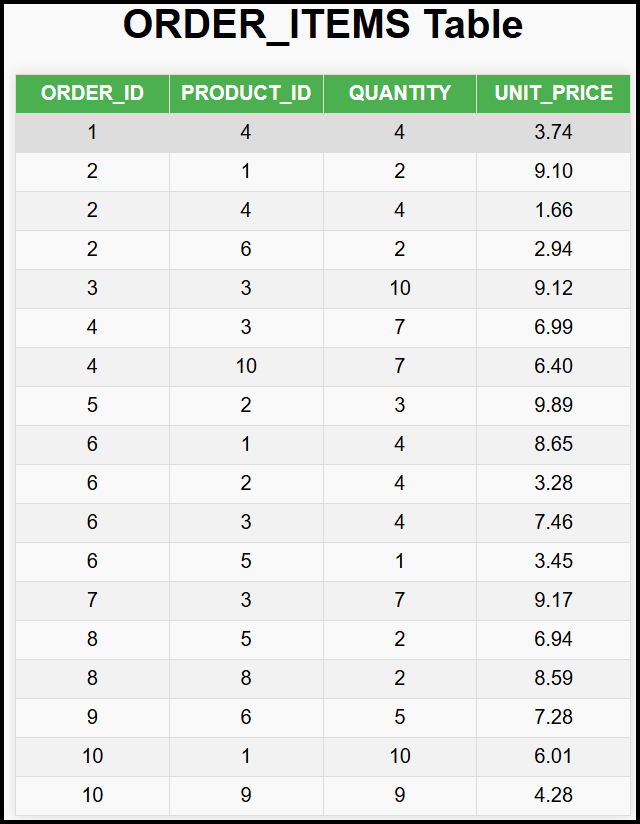 ORDER_ITEMS Table
ORDER_ID PRODUCT_ID QUANTITY UNIT_PRICE
1 4 4 3.74
2 1 2 9.10
2 4 4 1.66
2 6 2 2.94
3 3 10 9.12
4 3 7 6.99
4 10 7 6.40
5 2 3 9.89
6 1 4 8.65
6 2 4 3.28
6 3 4 7.46
6 5 1 3.45
7 3 7 9.17
8 5 2 6.94
8 8 2 8.59
9 6 5 7.28
10 1 10 6.01
10 9 9 4.28